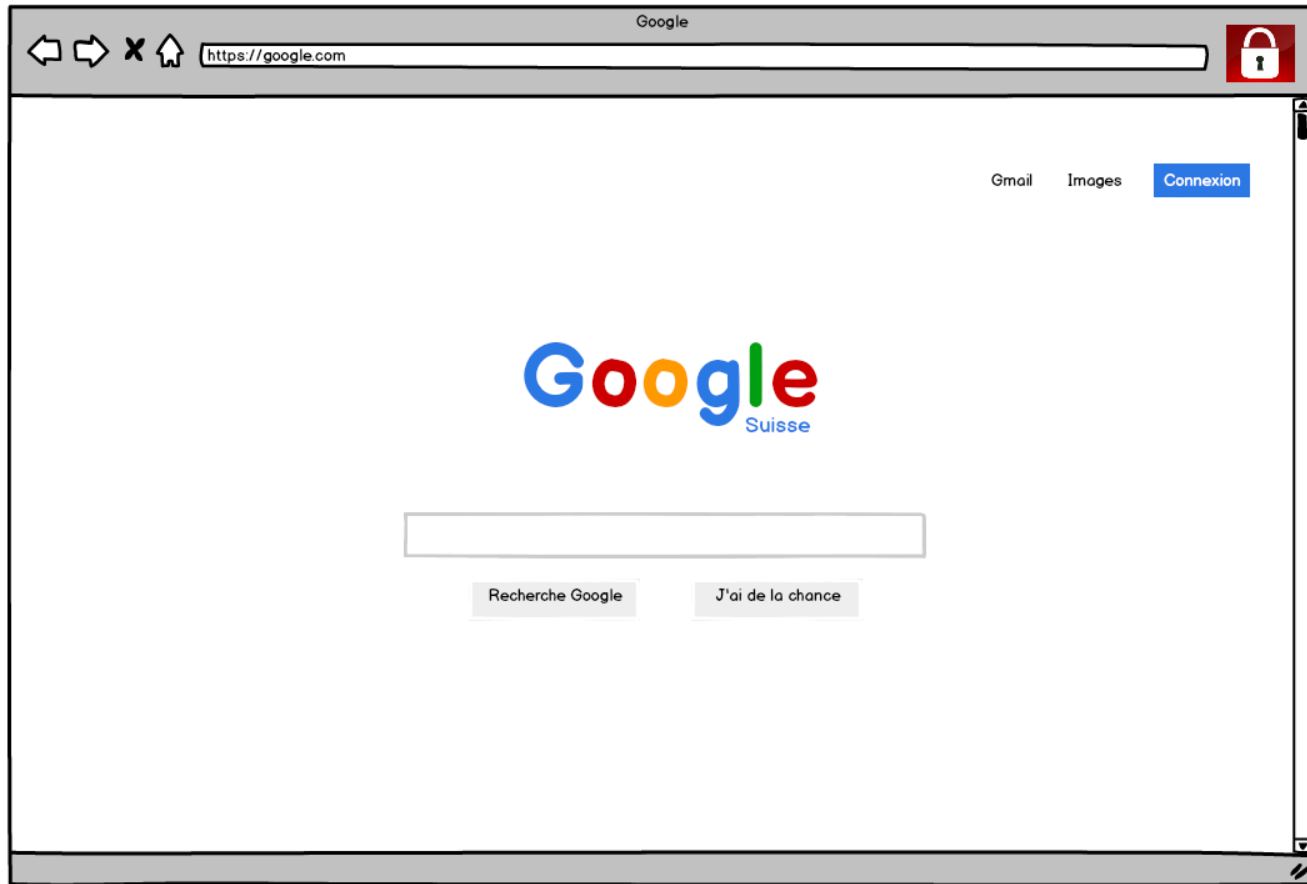 Google
https://google.com
Gmail Images Connexion
Google
Suisse
Recherche Google J'ai de la chance